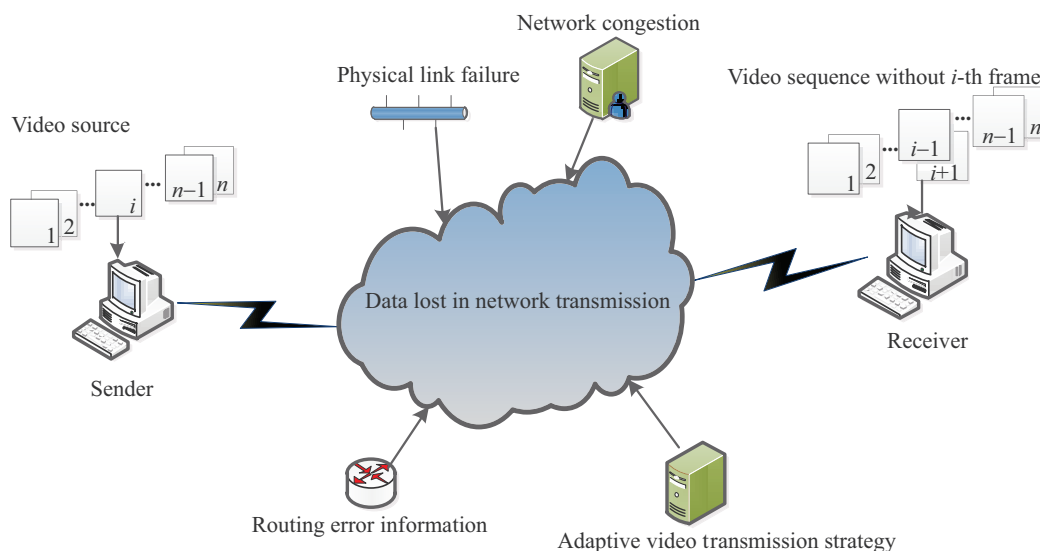 Network congestion
Physical link failure
Video sequence without i-th frame
Video source
1 2 ... i ... n−1 n
1 2 ... i−1 i+1 ... n−1 n
Data lost in network transmission
Sender
Receiver
Routing error information
Adaptive video transmission strategy